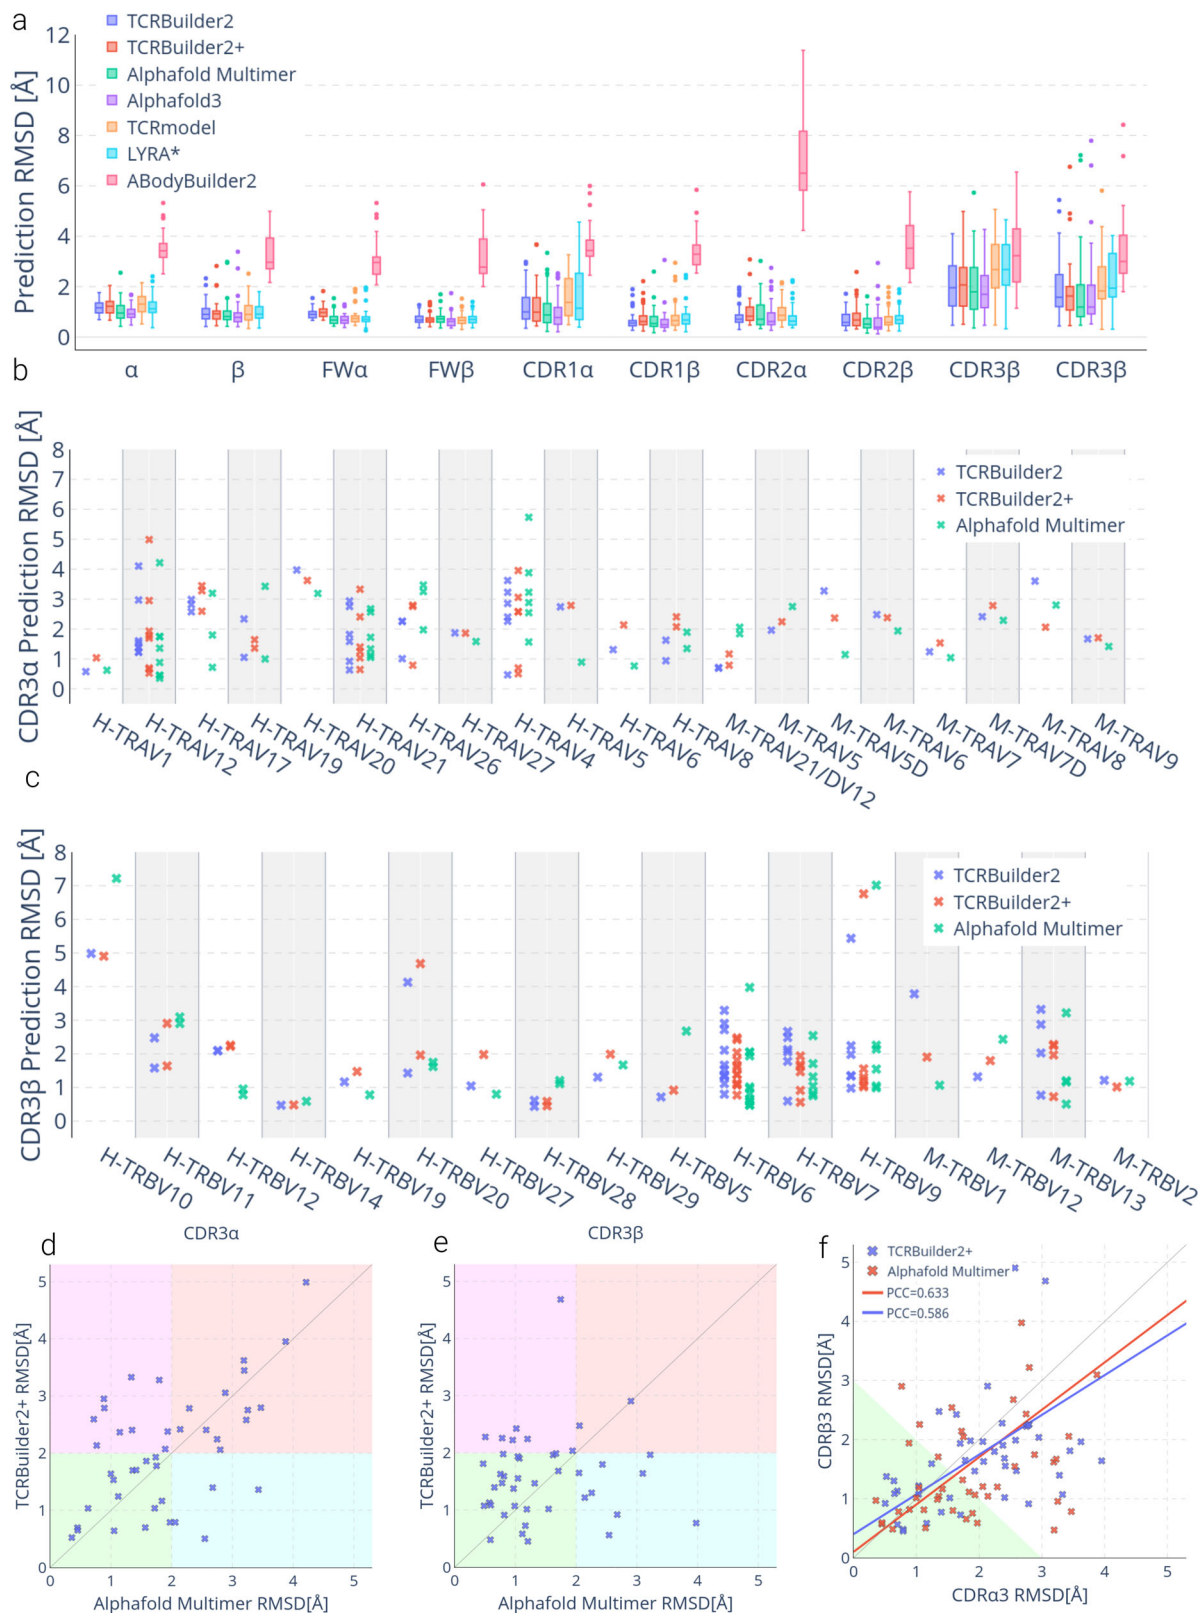 a
TCRBuilder2
TCRBuilder2+
Alphafold Multimer
Alphafold3
TCRmodel
LYRA*
ABodyBuilder2
Prediction RMSD [Å]
12
10
8
6
4
2
0
α β FWα FWβ CDR1α CDR1β CDR2α CDR2β CDR3β CDR3β
b
CDR3α Prediction RMSD [Å]
8
7
6
5
4
3
2
1
0
TCRBuilder2
TCRBuilder2+
Alphafold Multimer
H-TRAV1
H-TRAV12
H-TRAV17
H-TRAV19
H-TRAV20
H-TRAV21
H-TRAV26
H-TRAV27
H-TRAV4
H-TRAV5
H-TRAV6
H-TRAV8
M-TRAV21/DV12
M-TRAV5
M-TRAV5D
M-TRAV6
M-TRAV7
M-TRAV7D
M-TRAV8
M-TRAV9
c
CDR3β Prediction RMSD [Å]
8
7
6
5
4
3
2
1
0
TCRBuilder2
TCRBuilder2+
Alphafold Multimer
H-TRBV10
H-TRBV11
H-TRBV12
H-TRBV14
H-TRBV19
H-TRBV20
H-TRBV27
H-TRBV28
H-TRBV29
H-TRBV5
H-TRBV6
H-TRBV7
H-TRBV9
M-TRBV1
M-TRBV12
M-TRBV13
M-TRBV2
d
CDR3α
TCRBuilder2+ RMSD[Å]
5
4
3
2
1
0
0 1 2 3 4 5
Alphafold Multimer RMSD[Å]
e
CDR3β
TCRBuilder2+ RMSD[Å]
5
4
3
2
1
0
0 1 2 3 4 5
Alphafold Multimer RMSD[Å]
f
TCRBuilder2+
Alphafold Multimer
PCC=0.633
PCC=0.586
CDRβ3 RMSD[Å]
5
4
3
2
1
0
0 1 2 3 4 5
CDRα3 RMSD[Å]